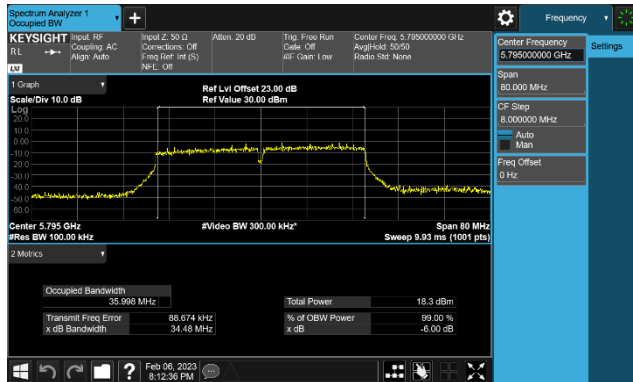 Spectrum Analyzer 1
Occupied BW
Frequency
KEYSIGHT
R L
LXI
Input: RF
Coupling: AC
Align: Auto
Input Z: 50 Ω
Corrections: Off
Freq Ref: Int (S)
NFE: Off
Atten: 20 dB
Trig: Free Run
Gate: Off
#IF Gain: Low
Center Freq: 5.795000000 GHz
Avg|Hold: 50/50
Radio Std: None
Center Frequency
5.795000000 GHz
Settings
Span
80.000 MHz
CF Step
8.000000 MHz
Auto
Man
Freq Offset
0 Hz
1 Graph
Scale/Div 10.0 dB
Ref Lvl Offset 23.00 dB
Ref Value 30.00 dBm
Log
20.0
10.0
0.00
-10.0
-20.0
-30.0
-40.0
-50.0
-60.0
Center 5.795 GHz
#Res BW 100.00 kHz
#Video BW 300.00 kHz*
Span 80 MHz
Sweep 9.93 ms (1001 pts)
2 Metrics
Occupied Bandwidth
35.998 MHz
Total Power 18.3 dBm
Transmit Freq Error 88.674 kHz
% of OBW Power 99.00 %
x dB Bandwidth 34.48 MHz
x dB -6.00 dB
?
Feb 06, 2023
8:12:36 PM